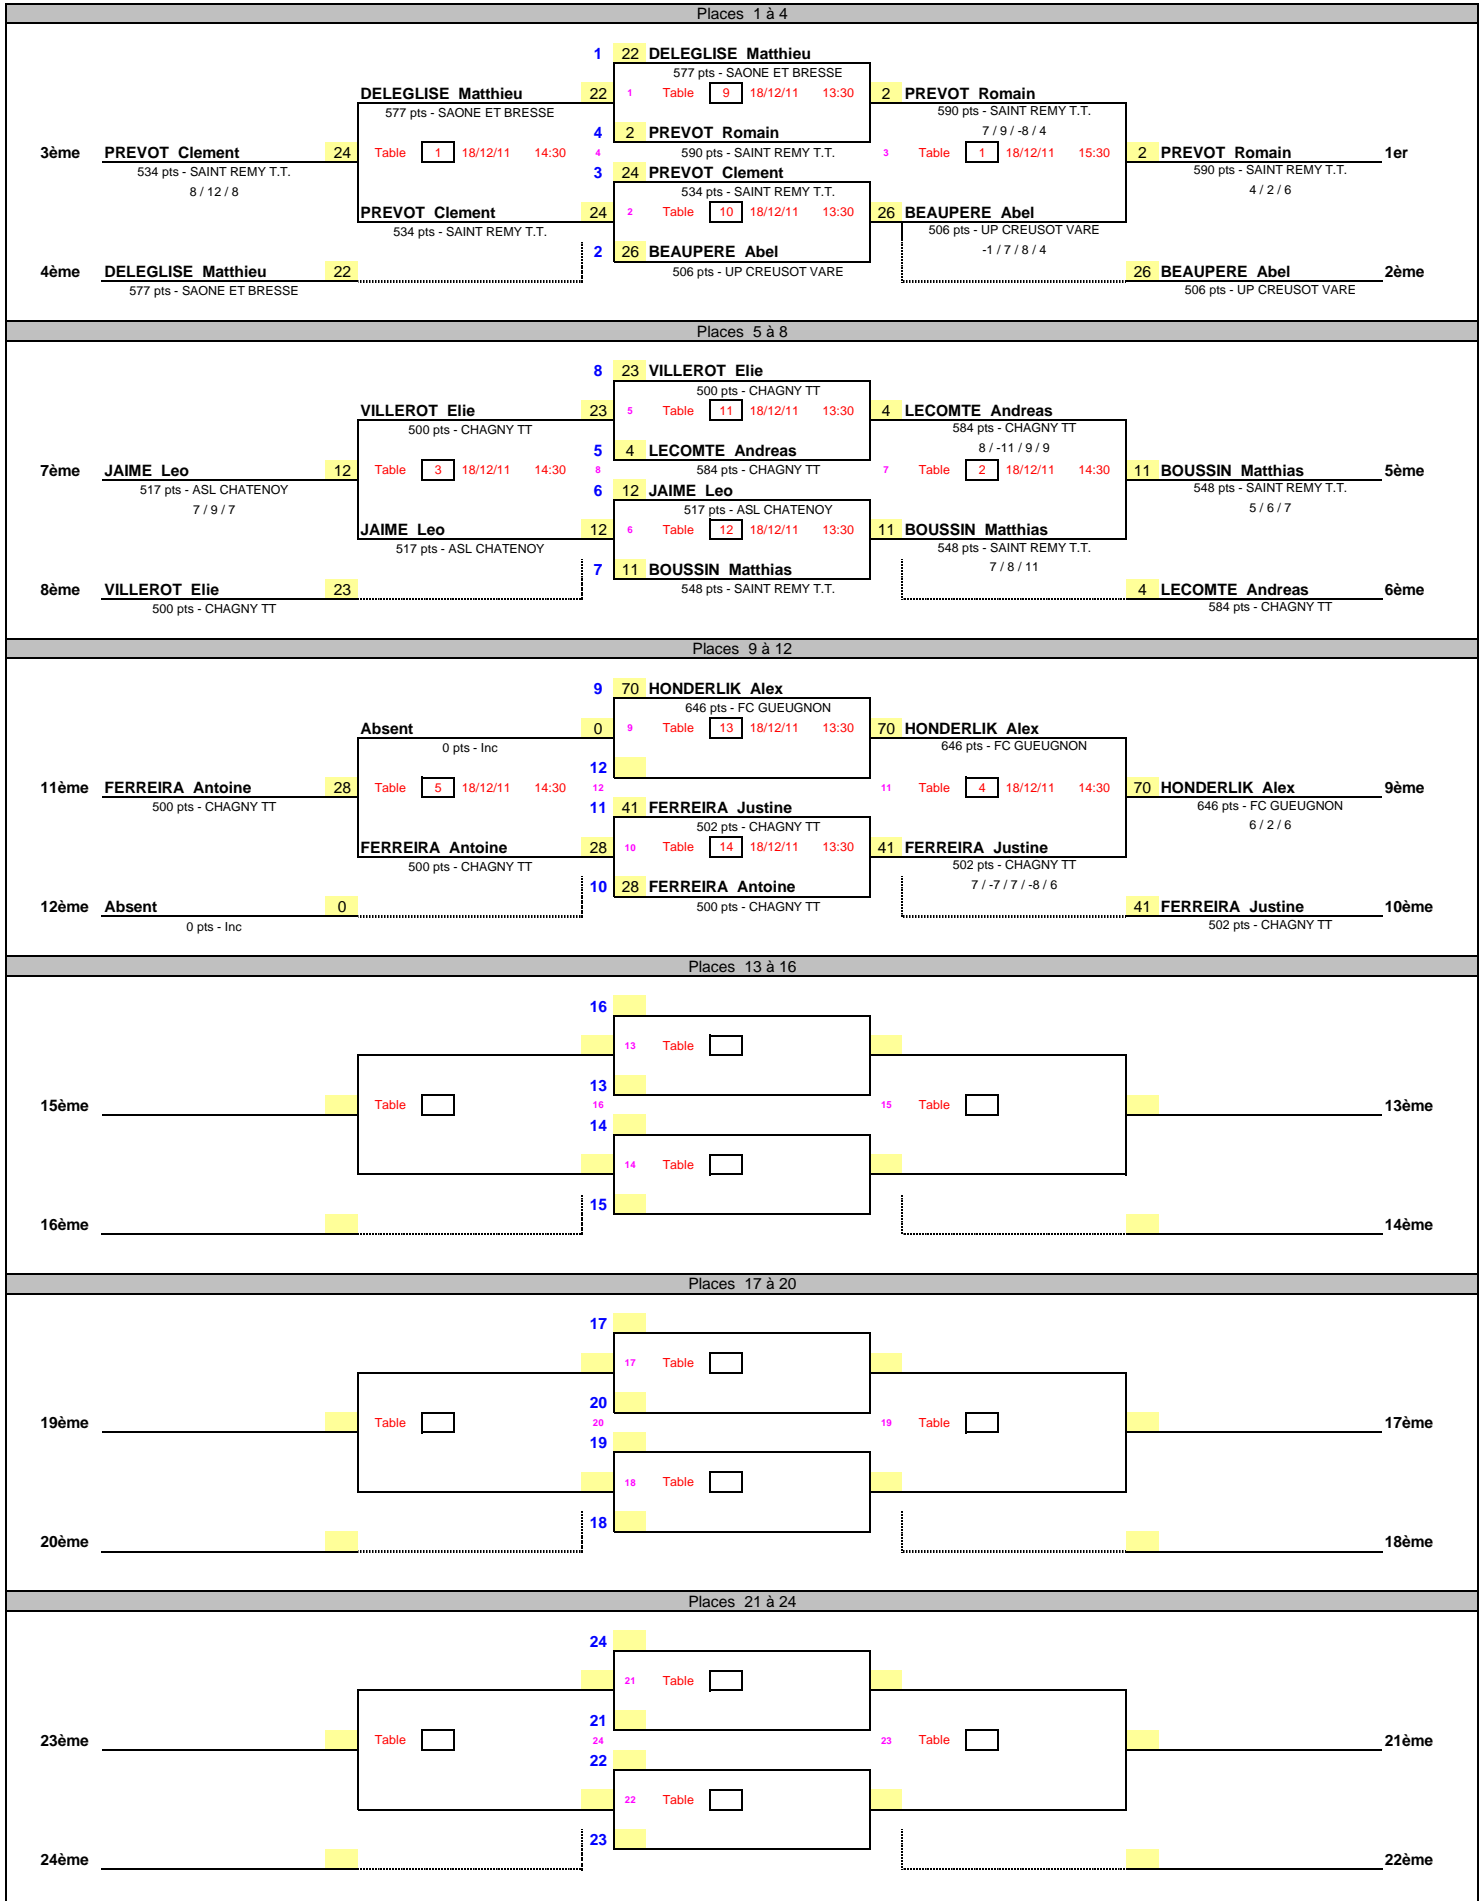 Places 1 à 4
1 22 DELEGLISE Matthieu
577 pts - SAONE ET BRESSE
DELEGLISE Matthieu 22 1 Table 9 18/12/11 13:30 2 PREVOT Romain
577 pts - SAONE ET BRESSE 590 pts - SAINT REMY T.T.
4 2 PREVOT Romain 7 / 9 / -8 / 4
3ème PREVOT Clement 24 Table 1 18/12/11 14:30 4 590 pts - SAINT REMY T.T. 3 Table 1 18/12/11 15:30 2 PREVOT Romain 1er
534 pts - SAINT REMY T.T. 3 24 PREVOT Clement 590 pts - SAINT REMY T.T.
8 / 12 / 8 534 pts - SAINT REMY T.T. 4 / 2 / 6
PREVOT Clement 24 2 Table 10 18/12/11 13:30 26 BEAUPERE Abel
534 pts - SAINT REMY T.T. 506 pts - UP CREUSOT VARE
2 26 BEAUPERE Abel -1 / 7 / 8 / 4
4ème DELEGLISE Matthieu 22 506 pts - UP CREUSOT VARE 26 BEAUPERE Abel 2ème
577 pts - SAONE ET BRESSE 506 pts - UP CREUSOT VARE
Places 5 à 8
8 23 VILLEROT Elie
500 pts - CHAGNY TT
VILLEROT Elie 23 5 Table 11 18/12/11 13:30 4 LECOMTE Andreas
500 pts - CHAGNY TT 584 pts - CHAGNY TT
5 4 LECOMTE Andreas 8 / -11 / 9 / 9
7ème JAIME Leo 12 Table 3 18/12/11 14:30 8 584 pts - CHAGNY TT 7 Table 2 18/12/11 14:30 11 BOUSSIN Matthias 5ème
517 pts - ASL CHATENOY 6 12 JAIME Leo 548 pts - SAINT REMY T.T.
7 / 9 / 7 517 pts - ASL CHATENOY 5 / 6 / 7
JAIME Leo 12 6 Table 12 18/12/11 13:30 11 BOUSSIN Matthias
517 pts - ASL CHATENOY 548 pts - SAINT REMY T.T.
7 11 BOUSSIN Matthias 7 / 8 / 11
8ème VILLEROT Elie 23 548 pts - SAINT REMY T.T. 4 LECOMTE Andreas 6ème
500 pts - CHAGNY TT 584 pts - CHAGNY TT
Places 9 à 12
9 70 HONDERLIK Alex
646 pts - FC GUEUGNON
Absent 0 9 Table 13 18/12/11 13:30 70 HONDERLIK Alex
0 pts - Inc 646 pts - FC GUEUGNON
12
11ème FERREIRA Antoine 28 Table 5 18/12/11 14:30 12 11 Table 4 18/12/11 14:30 70 HONDERLIK Alex 9ème
500 pts - CHAGNY TT 11 41 FERREIRA Justine 646 pts - FC GUEUGNON
502 pts - CHAGNY TT 6 / 2 / 6
FERREIRA Antoine 28 10 Table 14 18/12/11 13:30 41 FERREIRA Justine
500 pts - CHAGNY TT 502 pts - CHAGNY TT
10 28 FERREIRA Antoine 7 / -7 / 7 / -8 / 6
12ème Absent 0 500 pts - CHAGNY TT 41 FERREIRA Justine 10ème
0 pts - Inc 502 pts - CHAGNY TT
Places 13 à 16
16
13 Table
13
15ème Table 16 15 Table 13ème
14
14 Table
15
16ème 14ème
Places 17 à 20
17
17 Table
20
19ème Table 20 19 Table 17ème
19
18 Table
18
20ème 18ème
Places 21 à 24
24
21 Table
21
23ème Table 24 23 Table 21ème
22
22 Table
23
24ème 22ème